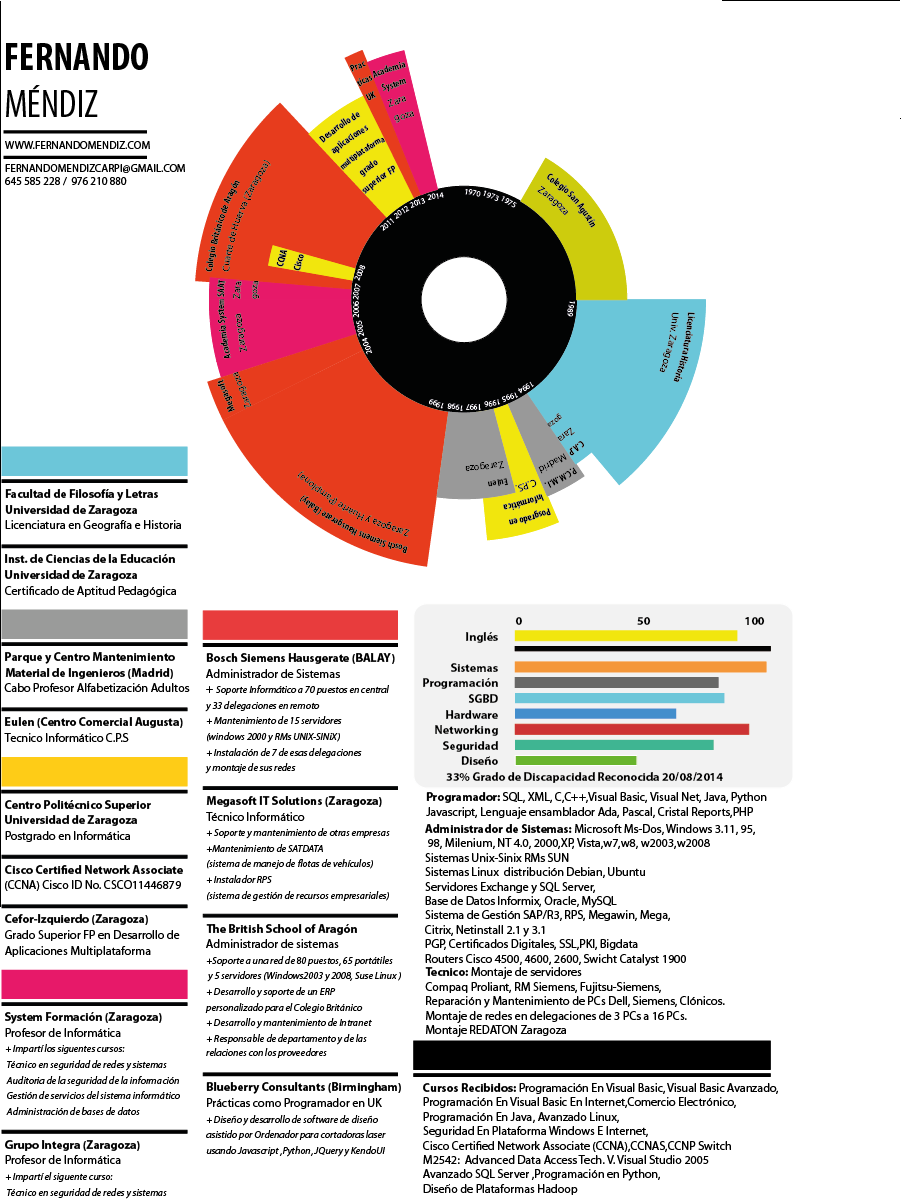 FERNANDO
MÉNDIZ
WWW.FERNANDOMENDIZ.COM
FERNANDOMENDIZCARPI@GMAIL.COM
645 585 228 / 976 210 880
Pras
ticas
UK
Academia
System
Zara
goza
Desarrollo de
aplicaciones
multiplataforma
grado
superior FP
Colegio Británico de Aragón
Cuarte de Huerva (Zaragoza)
CCNA
Cisco
Academia System SAAT
Zaragoza
Zara
goza
Megasoft
Zaragoza
Bosch Siemens Hausgerate (Balay)
Zaragoza y Huarte (Pamplona)
Eulen
Zaragoza
Posgrado en
Informática
C.P.S.
P.C.M.M.I.
Madrid
C.A.P
Zara
goza
Licenciatura Historia
Univ. Zaragoza
Colegio San Agustín
Zaragoza
1970 1973 1975
1989
1994
1995
1996
1997
1998
1999
2004
2005
2006
2007
2008
2011
2012
2013
2014
Facultad de Filosofía y Letras
Universidad de Zaragoza
Licenciatura en Geografía e Historia
Inst. de Ciencias de la Educación
Universidad de Zaragoza
Certificado de Aptitud Pedagógica
Parque y Centro Mantenimiento
Material de Ingenieros (Madrid)
Cabo Profesor Alfabetización Adultos
Eulen (Centro Comercial Augusta)
Tecnico Informático C.P.S
Centro Politécnico Superior
Universidad de Zaragoza
Postgrado en Informática
Cisco Certified Network Associate
(CCNA) Cisco ID No. CSCO11446879
Cefor-Izquierdo (Zaragoza)
Grado Superior FP en Desarrollo de
Aplicaciones Multiplataforma
System Formación (Zaragoza)
Profesor de Informática
+ Impartí los siguentes cursos:
Técnico en seguridad de redes y sistemas
Auditoria de la seguridad de la información
Gestión de servicios del sistema informático
Administración de bases de datos
Grupo Integra (Zaragoza)
Profesor de Informática
+ Impartí el siguente curso:
Técnico en seguridad de redes y sistemas
Bosch Siemens Hausgerate (BALAY)
Administrador de Sistemas
+ Soporte Informático a 70 puestos en central
y 33 delegaciones en remoto
+ Mantenimiento de 15 servidores
(windows 2000 y RMs UNIX-SINIX)
+ Instalación de 7 de esas delegaciones
y montaje de sus redes
Megasoft IT Solutions (Zaragoza)
Técnico Informático
+ Soporte y mantenimiento de otras empresas
+Mantenimiento de SATDATA
(sistema de manejo de flotas de vehículos)
+ Instalador RPS
(sistema de gestión de recursos empresariales)
The British School of Aragón
Administrador de sistemas
+Soporte a una red de 80 puestos, 65 portátiles
y 5 servidores (Windows2003 y 2008, Suse Linux )
+ Desarrollo y soporte de un ERP
personalizado para el Colegio Británico
+ Desarrollo y mantenimiento de Intranet
+ Responsable de departamento y de las
relaciones con los proveedores
Blueberry Consultants (Birmingham)
Prácticas como Programador en UK
+ Diseño y desarrollo de software de diseño
asistido por Ordenador para cortadoras laser
usando Javascript ,Python, JQuery y KendoUI
0 50 100
Inglés
Sistemas
Programación
SGBD
Hardware
Networking
Seguridad
Diseño
33% Grado de Discapacidad Reconocida 20/08/2014
Programador: SQL, XML, C,C++,Visual Basic, Visual Net, Java, Python
Javascript, Lenguaje ensamblador Ada, Pascal, Cristal Reports,PHP
Administrador de Sistemas: Microsoft Ms-Dos, Windows 3.11, 95,
98, Milenium, NT 4.0, 2000,XP, Vista,w7,w8, w2003,w2008
Sistemas Unix-Sinix RMs SUN
Sistemas Linux distribución Debian, Ubuntu
Servidores Exchange y SQL Server,
Base de Datos Informix, Oracle, MySQL
Sistema de Gestión SAP/R3, RPS, Megawin, Mega,
Citrix, Netinstall 2.1 y 3.1
PGP, Certificados Digitales, SSL,PKI, Bigdata
Routers Cisco 4500, 4600, 2600, Swicht Catalyst 1900
Tecnico: Montaje de servidores
Compaq Proliant, RM Siemens, Fujitsu-Siemens,
Reparación y Mantenimiento de PCs Dell, Siemens, Clónicos.
Montaje de redes en delegaciones de 3 PCs a 16 PCs.
Montaje REDATON Zaragoza
Cursos Recibidos: Programación En Visual Basic, Visual Basic Avanzado,
Programación En Visual Basic En Internet,Comercio Electrónico,
Programación En Java, Avanzado Linux,
Seguridad En Plataforma Windows E Internet,
Cisco Certified Network Associate (CCNA),CCNAS,CCNP Switch
M2542: Advanced Data Access Tech. V. Visual Studio 2005
Avanzado SQL Server ,Programación en Python,
Diseño de Plataformas Hadoop